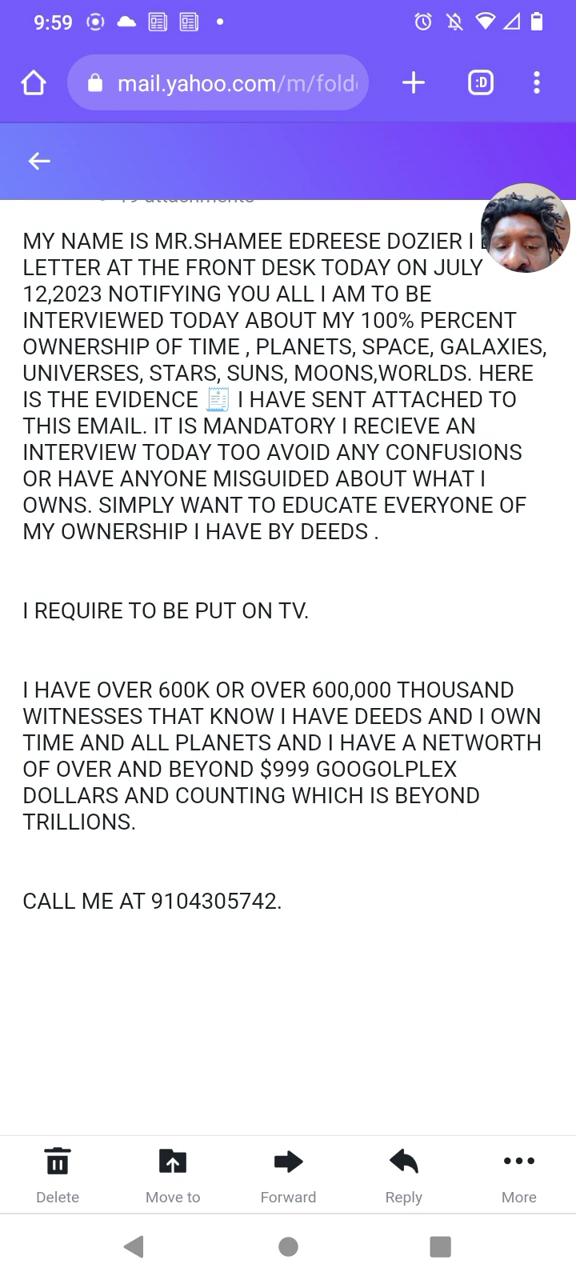 9:59
mail.yahoo.com/m/fold
:D
MY NAME IS MR.SHAMEE EDREESE DOZIER I
LETTER AT THE FRONT DESK TODAY ON JULY
12,2023 NOTIFYING YOU ALL I AM TO BE
INTERVIEWED TODAY ABOUT MY 100% PERCENT
OWNERSHIP OF TIME , PLANETS, SPACE, GALAXIES,
UNIVERSES, STARS, SUNS, MOONS,WORLDS. HERE
IS THE EVIDENCE 🧾 I HAVE SENT ATTACHED TO
THIS EMAIL. IT IS MANDATORY I RECIEVE AN
INTERVIEW TODAY TOO AVOID ANY CONFUSIONS
OR HAVE ANYONE MISGUIDED ABOUT WHAT I
OWNS. SIMPLY WANT TO EDUCATE EVERYONE OF
MY OWNERSHIP I HAVE BY DEEDS .
I REQUIRE TO BE PUT ON TV.
I HAVE OVER 600K OR OVER 600,000 THOUSAND
WITNESSES THAT KNOW I HAVE DEEDS AND I OWN
TIME AND ALL PLANETS AND I HAVE A NETWORTH
OF OVER AND BEYOND $999 GOOGOLPLEX
DOLLARS AND COUNTING WHICH IS BEYOND
TRILLIONS.
CALL ME AT 9104305742.
Delete
Move to
Forward
Reply
More